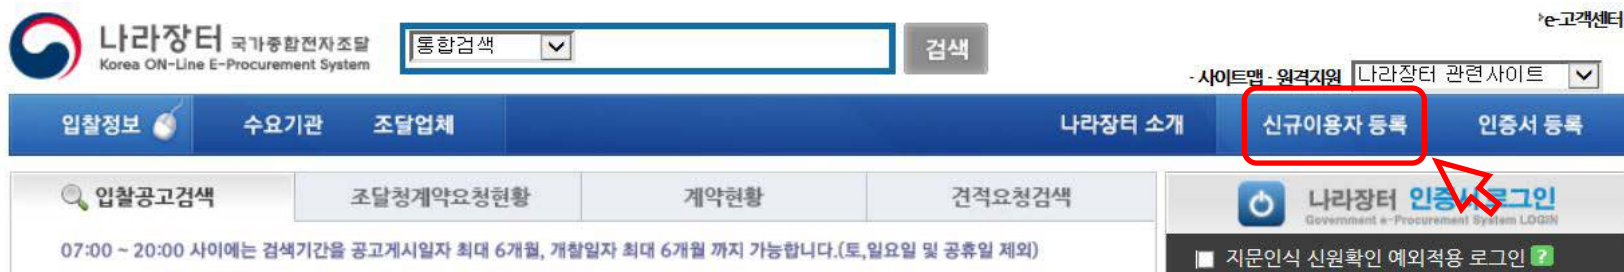 ›e-고객센터
나라장터 국가종합전자조달
Korea ON-Line E-Procurement System
통합검색
검색
- 사이트맵 - 원격지원 나라장터 관련사이트
입찰정보 수요기관 조달업체 나라장터 소개 신규이용자 등록 인증서 등록
입찰공고검색 조달청계약요청현황 계약현황 견적요청검색
나라장터 인증서 로그인
Government e-Procurement System LOGIN
07:00 ~ 20:00 사이에는 검색기간을 공고게시일자 최대 6개월, 개찰일자 최대 6개월 까지 가능합니다.(토,일요일 및 공휴일 제외)
지문인식 신원확인 예외적용 로그인 ?